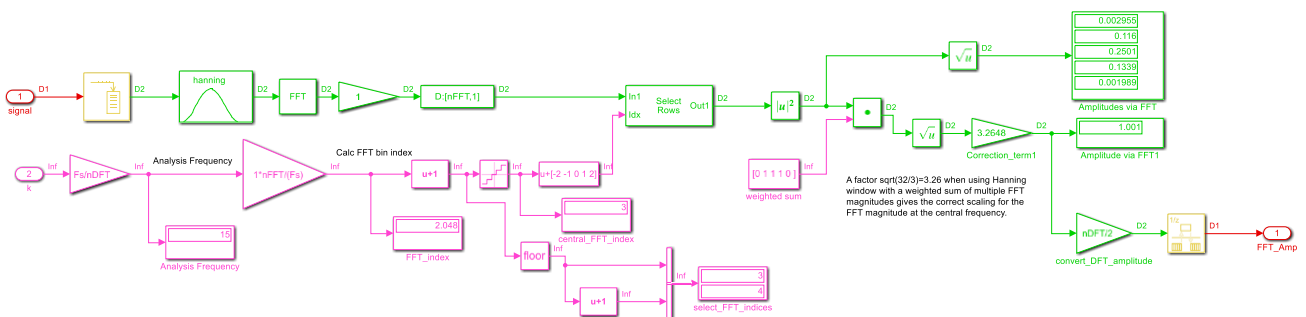 1
signal
D1
D2
hanning
D2
FFT
D2
1
D2
D:[nFFT,1]
D2
In1
Idx
Select
Rows
Out1
D2
|u|²
D2
√u
D2
0.002955
0.116
0.2501
0.1339
0.001989
Amplitudes via FFT
D2
√u
D2
3.2648
Correction_term1
D2
1.001
Amplitude via FFT1
2
k
Inf
Fs/nDFT
Inf
Analysis Frequency
1*nFFT/(Fs)
Inf
Calc FFT bin index
u+1
Inf
Inf
u+[-2 -1 0 1 2]
Inf
[0 1 1 1 0 ]
weighted sum
A factor sqrt(32/3)=3.26 when using Hanning
window with a weighted sum of multiple FFT
magnitudes gives the correct scaling for the
FFT magnitude at the central frequency.
15
Analysis Frequency
2.048
FFT_index
3
central_FFT_index
floor
Inf
u+1
Inf
Inf
3
4
select_FFT_indices
nDFT/2
convert_DFT_amplitude
D2
D1
1
FFT_Amp